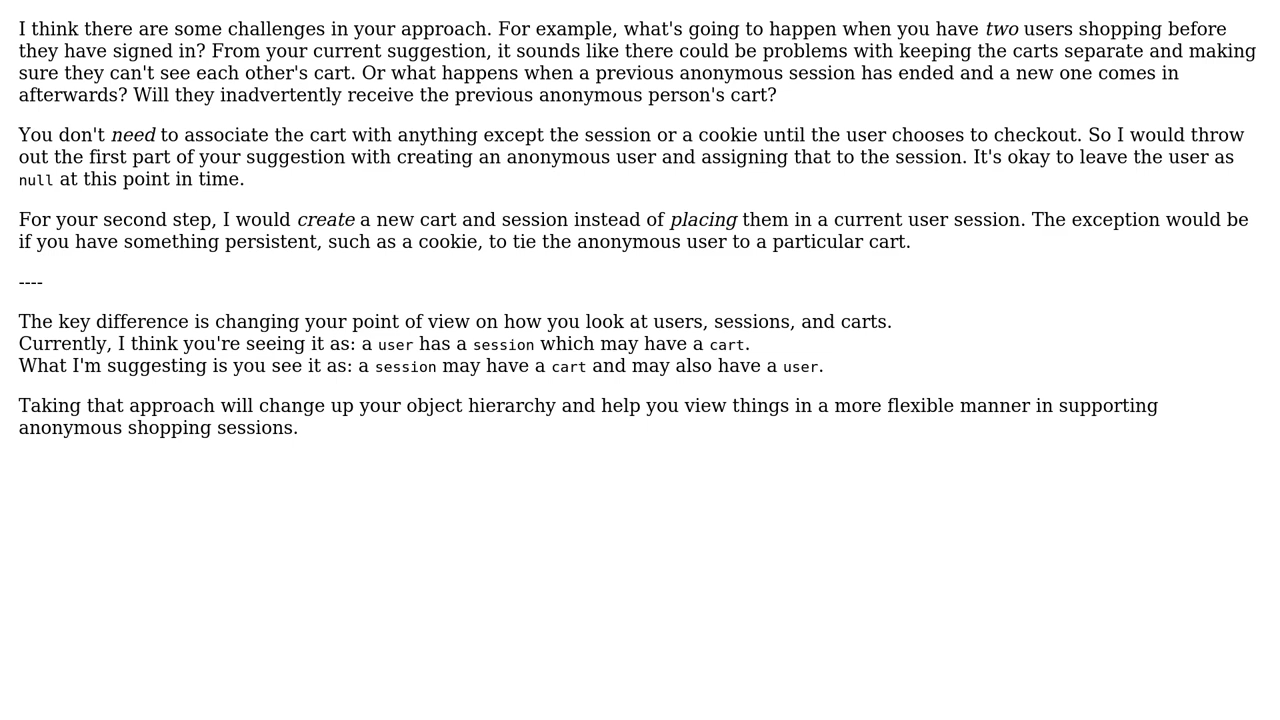 I think there are some challenges in your approach. For example, what's going to happen when you have two users shopping before
they have signed in? From your current suggestion, it sounds like there could be problems with keeping the carts separate and making
sure they can't see each other's cart. Or what happens when a previous anonymous session has ended and a new one comes in
afterwards? Will they inadvertently receive the previous anonymous person's cart?
You don't need to associate the cart with anything except the session or a cookie until the user chooses to checkout. So I would throw
out the first part of your suggestion with creating an anonymous user and assigning that to the session. It's okay to leave the user as
null at this point in time.
For your second step, I would create a new cart and session instead of placing them in a current user session. The exception would be
if you have something persistent, such as a cookie, to tie the anonymous user to a particular cart.
----
The key difference is changing your point of view on how you look at users, sessions, and carts.
Currently, I think you're seeing it as: a user has a session which may have a cart.
What I'm suggesting is you see it as: a session may have a cart and may also have a user.
Taking that approach will change up your object hierarchy and help you view things in a more flexible manner in supporting
anonymous shopping sessions.